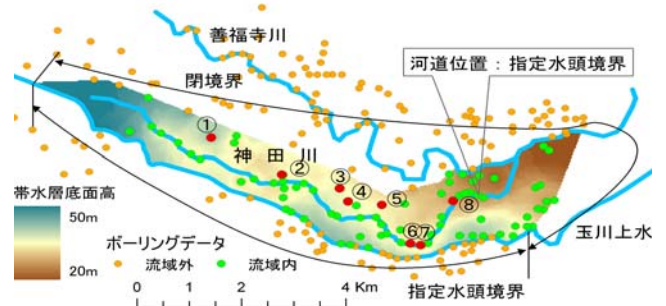 善福寺川
河道位置：指定水頭境界
閉境界
①
神田川
②
③
④
⑤
⑥⑦
⑧
帯水層底面高
50m
20m
ボーリングデータ
流域外 流域内
玉川上水
指定水頭境界
0 1 2 4 Km